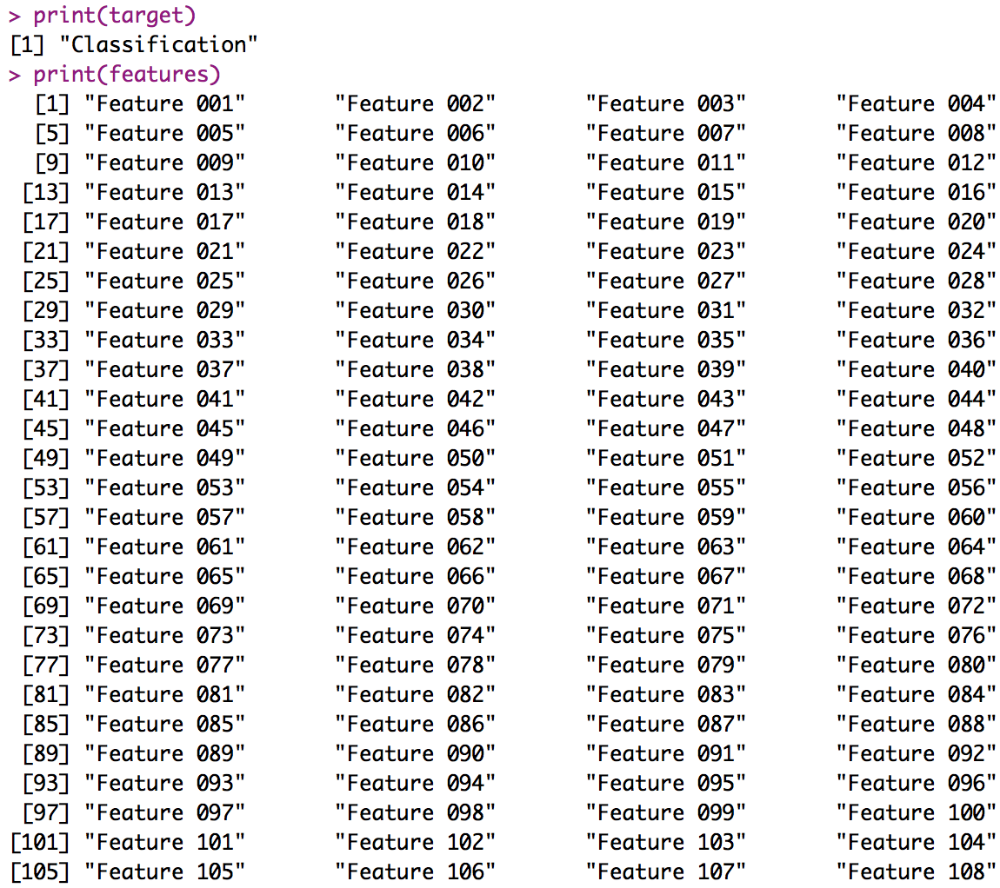 > print(target)
[1] "Classification"
> print(features)
[1] "Feature 001" "Feature 002" "Feature 003" "Feature 004"
[5] "Feature 005" "Feature 006" "Feature 007" "Feature 008"
[9] "Feature 009" "Feature 010" "Feature 011" "Feature 012"
[13] "Feature 013" "Feature 014" "Feature 015" "Feature 016"
[17] "Feature 017" "Feature 018" "Feature 019" "Feature 020"
[21] "Feature 021" "Feature 022" "Feature 023" "Feature 024"
[25] "Feature 025" "Feature 026" "Feature 027" "Feature 028"
[29] "Feature 029" "Feature 030" "Feature 031" "Feature 032"
[33] "Feature 033" "Feature 034" "Feature 035" "Feature 036"
[37] "Feature 037" "Feature 038" "Feature 039" "Feature 040"
[41] "Feature 041" "Feature 042" "Feature 043" "Feature 044"
[45] "Feature 045" "Feature 046" "Feature 047" "Feature 048"
[49] "Feature 049" "Feature 050" "Feature 051" "Feature 052"
[53] "Feature 053" "Feature 054" "Feature 055" "Feature 056"
[57] "Feature 057" "Feature 058" "Feature 059" "Feature 060"
[61] "Feature 061" "Feature 062" "Feature 063" "Feature 064"
[65] "Feature 065" "Feature 066" "Feature 067" "Feature 068"
[69] "Feature 069" "Feature 070" "Feature 071" "Feature 072"
[73] "Feature 073" "Feature 074" "Feature 075" "Feature 076"
[77] "Feature 077" "Feature 078" "Feature 079" "Feature 080"
[81] "Feature 081" "Feature 082" "Feature 083" "Feature 084"
[85] "Feature 085" "Feature 086" "Feature 087" "Feature 088"
[89] "Feature 089" "Feature 090" "Feature 091" "Feature 092"
[93] "Feature 093" "Feature 094" "Feature 095" "Feature 096"
[97] "Feature 097" "Feature 098" "Feature 099" "Feature 100"
[101] "Feature 101" "Feature 102" "Feature 103" "Feature 104"
[105] "Feature 105" "Feature 106" "Feature 107" "Feature 108"